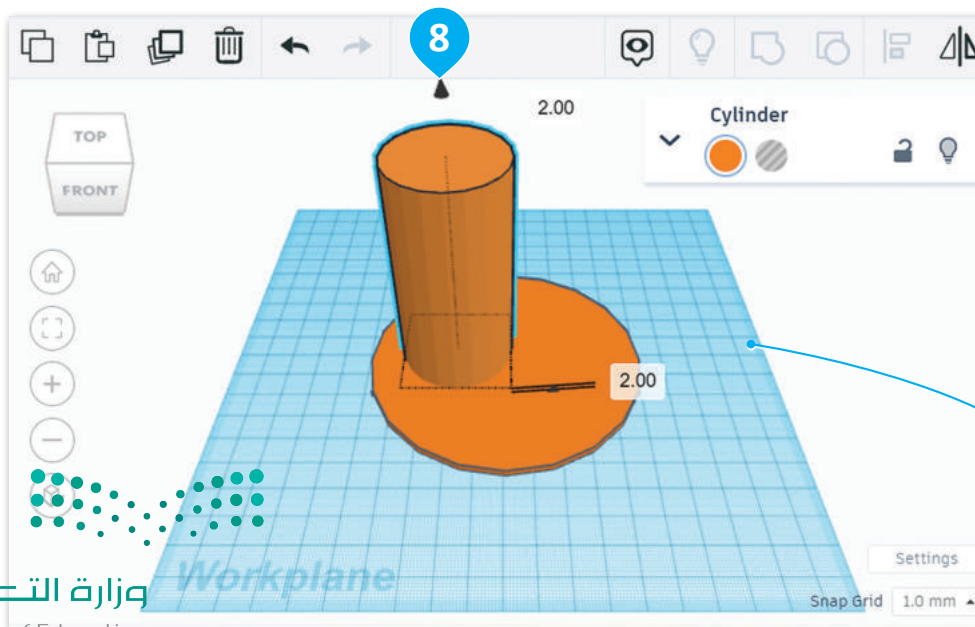 8
2.00
Cylinder
TOP
FRONT
2.00
Workplane
Settings
وزارة التـ
Snap Grid 1.0 mm